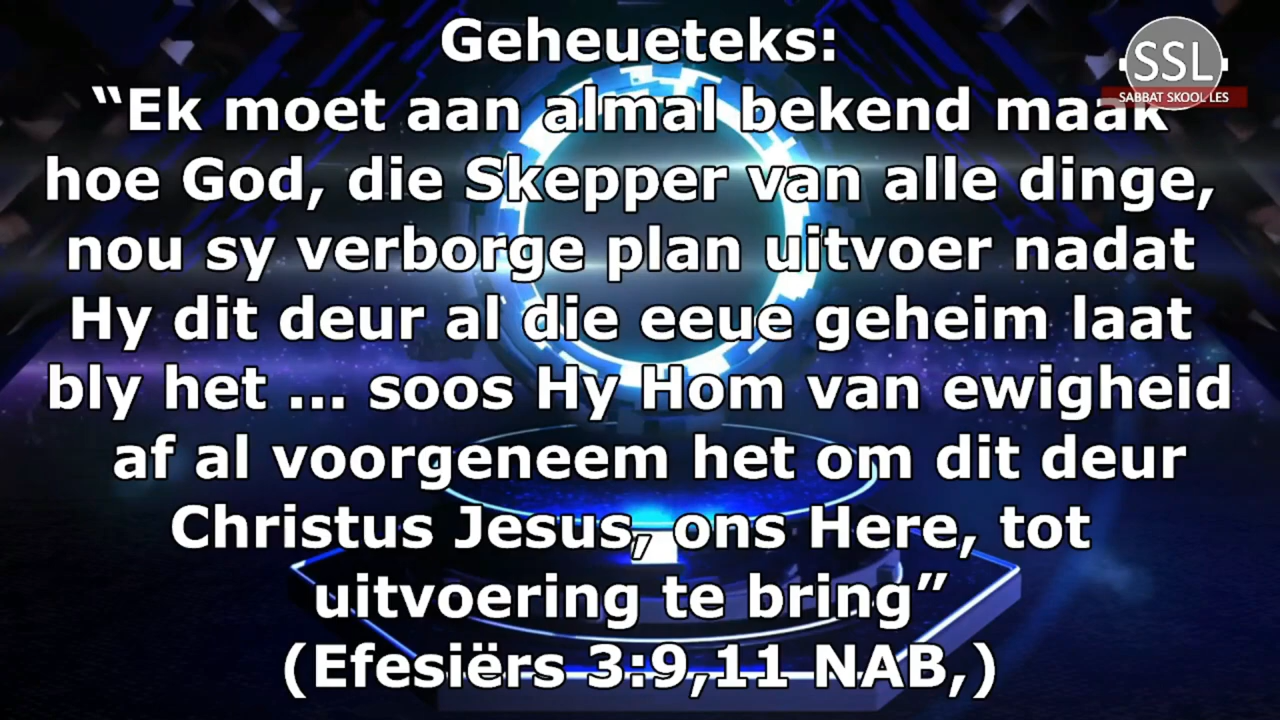 Geheueteks:
SSL
SABBAT SKOOL LES
“Ek moet aan almal bekend maak
hoe God, die Skepper van alle dinge,
nou sy verborge plan uitvoer nadat
Hy dit deur al die eeue geheim laat
bly het ... soos Hy Hom van ewigheid
af al voorgeneem het om dit deur
Christus Jesus, ons Here, tot
uitvoering te bring”
(Efesiërs 3:9,11 NAB,)